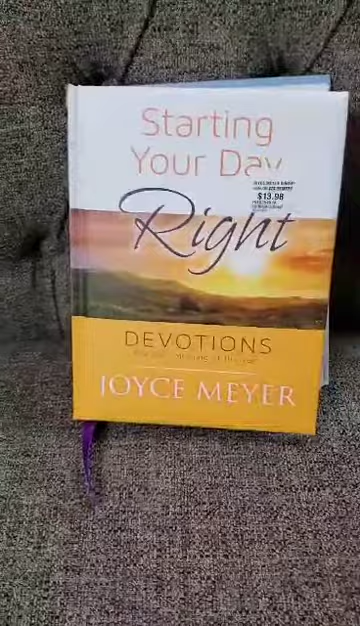 Starting
Your Day
$13.98
Right
DEVOTIONS
JOYCE MEYER